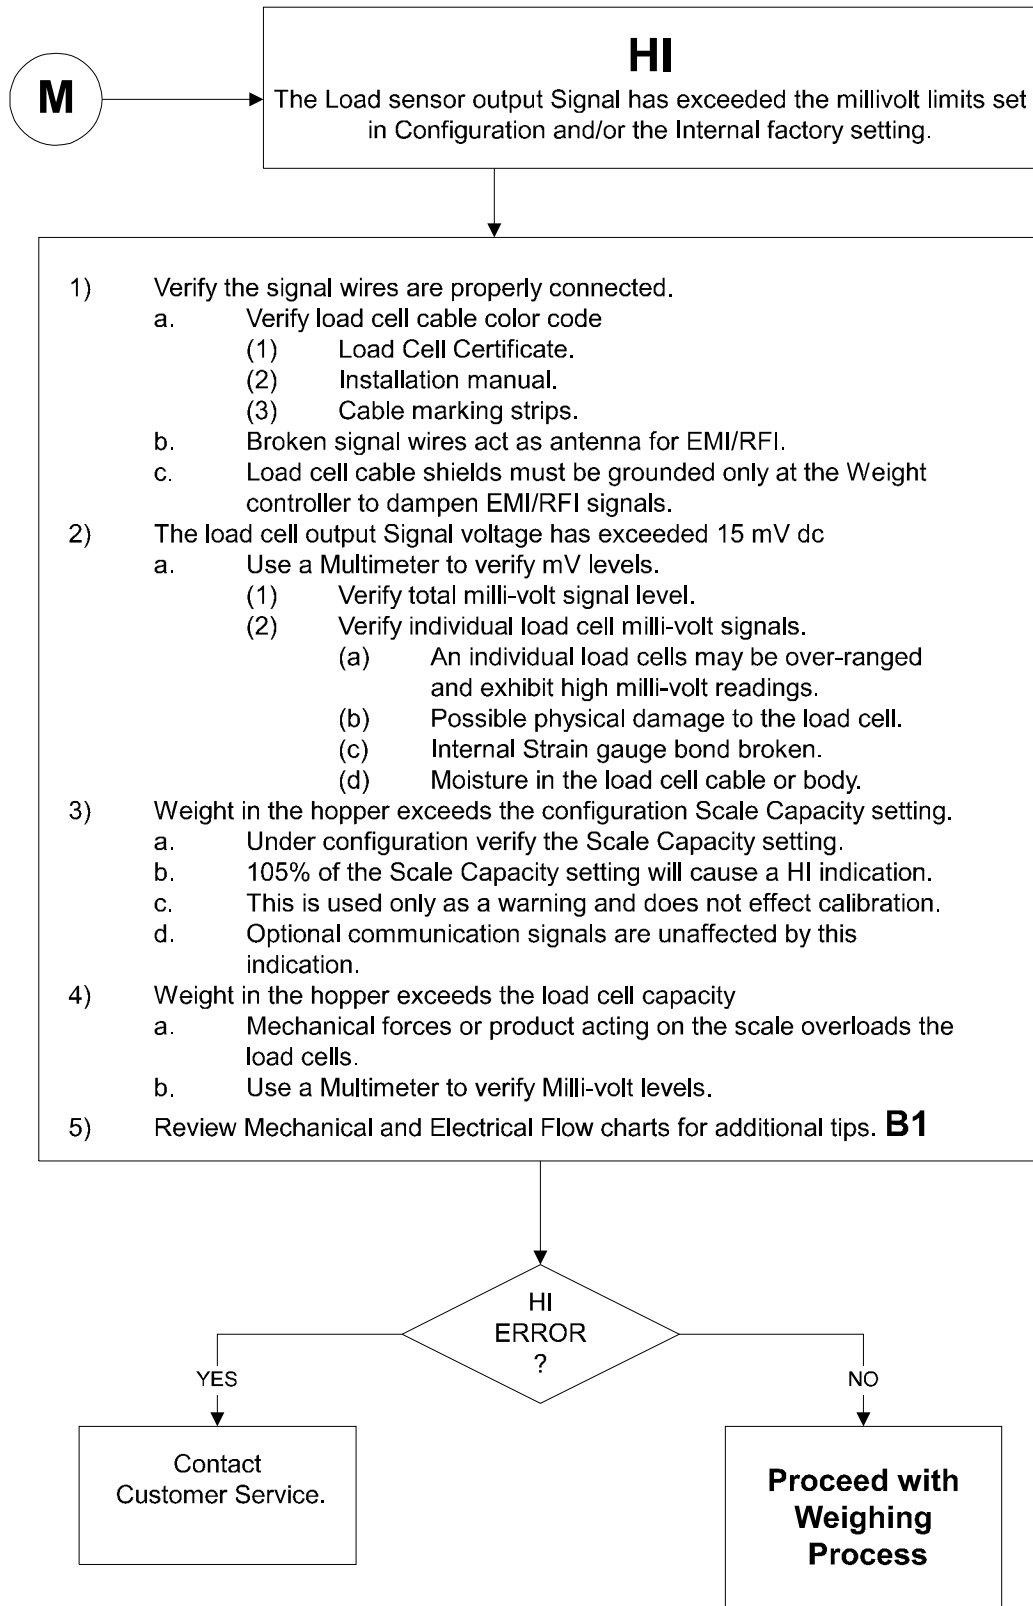 M
HI
The Load sensor output Signal has exceeded the millivolt limits set
in Configuration and/or the Internal factory setting.
1) Verify the signal wires are properly connected.
a. Verify load cell cable color code
(1) Load Cell Certificate.
(2) Installation manual.
(3) Cable marking strips.
b. Broken signal wires act as antenna for EMI/RFI.
c. Load cell cable shields must be grounded only at the Weight
controller to dampen EMI/RFI signals.
2) The load cell output Signal voltage has exceeded 15 mV dc
a. Use a Multimeter to verify mV levels.
(1) Verify total milli-volt signal level.
(2) Verify individual load cell milli-volt signals.
(a) An individual load cells may be over-ranged
and exhibit high milli-volt readings.
(b) Possible physical damage to the load cell.
(c) Internal Strain gauge bond broken.
(d) Moisture in the load cell cable or body.
3) Weight in the hopper exceeds the configuration Scale Capacity setting.
a. Under configuration verify the Scale Capacity setting.
b. 105% of the Scale Capacity setting will cause a HI indication.
c. This is used only as a warning and does not effect calibration.
d. Optional communication signals are unaffected by this
indication.
4) Weight in the hopper exceeds the load cell capacity
a. Mechanical forces or product acting on the scale overloads the
load cells.
b. Use a Multimeter to verify Milli-volt levels.
5) Review Mechanical and Electrical Flow charts for additional tips. B1
HI
ERROR
?
YES
NO
Contact
Customer Service.
Proceed with
Weighing
Process